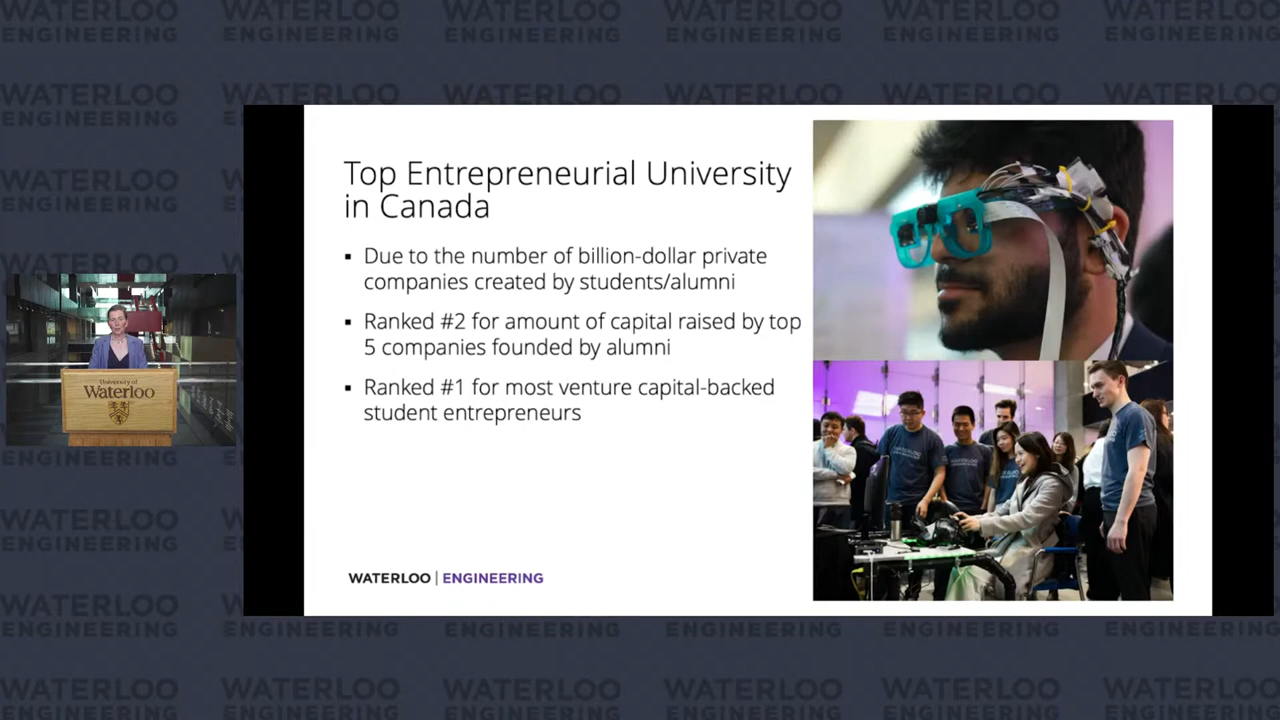 Top Entrepreneurial University
in Canada
▪ Due to the number of billion-dollar private
companies created by students/alumni
▪ Ranked #2 for amount of capital raised by top
5 companies founded by alumni
▪ Ranked #1 for most venture capital-backed
student entrepreneurs
WATERLOO | ENGINEERING
University of
Waterloo
WATERLOO
ENGINEERING
WATERLOO
WATERLOO